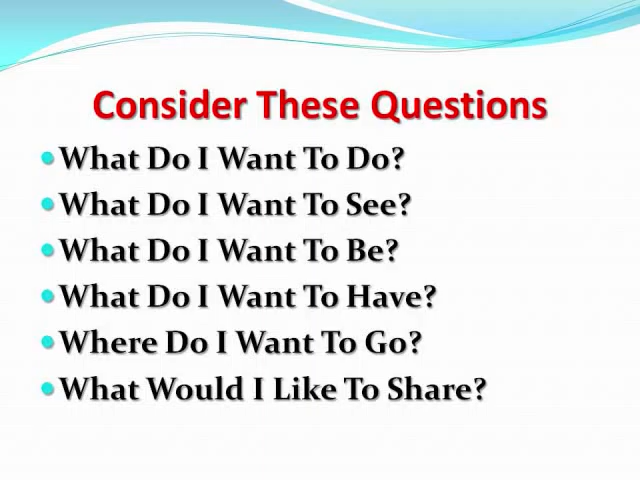 Consider These Questions
What Do I Want To Do?
What Do I Want To See?
What Do I Want To Be?
What Do I Want To Have?
Where Do I Want To Go?
What Would I Like To Share?